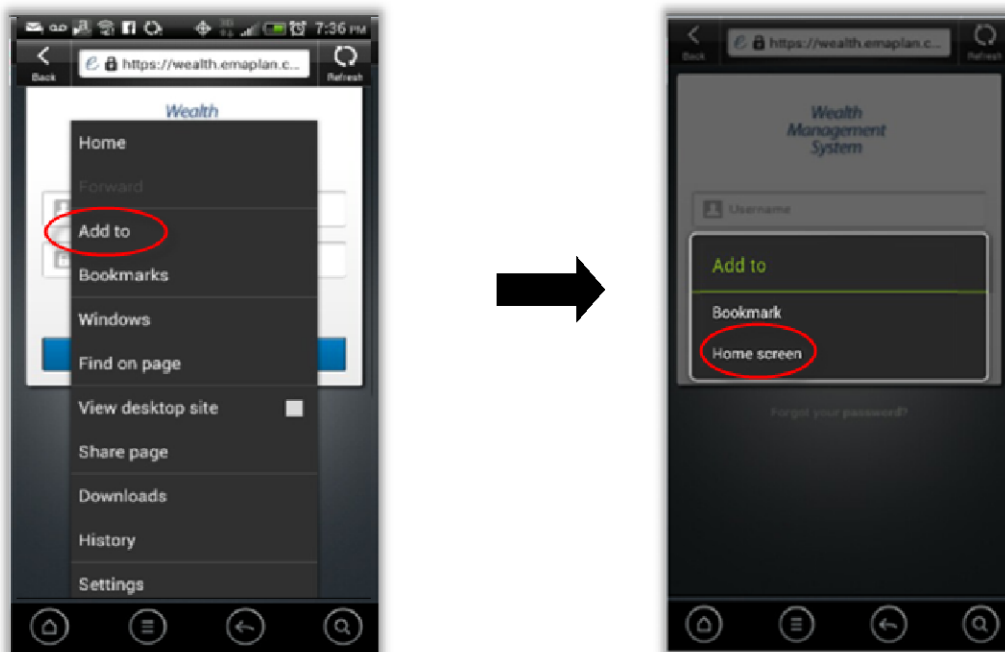 7:36 PM
Back
https://wealth.emaplan.c...
Refresh
Wealth
Home
Forward
Add to
Bookmarks
Windows
Find on page
View desktop site
Share page
Downloads
History
Settings
Back
https://wealth.emaplan.c...
Refresh
Wealth
Management
System
Username
Add to
Bookmark
Home screen
Forgot your password?